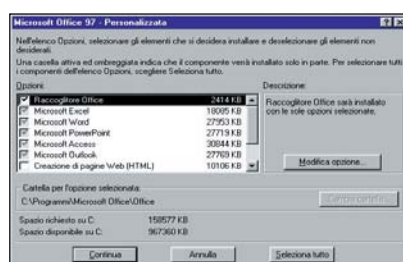 Microsoft Office 97 - Personalizzata
Nell'elenco Opzioni, selezionare gli elementi che si desidera installare e deselezionare gli elementi non desiderati.
Una casella attiva ed ombreggiata indica che il componente verrà installato solo in parte. Per selezionare tutti i componenti dell'elenco Opzioni, scegliere Seleziona tutto.
Opzioni:
Raccoglitore Office 2414 KB
Microsoft Excel 18085 KB
Microsoft Word 27953 KB
Microsoft PowerPoint 27719 KB
Microsoft Access 30844 KB
Microsoft Outlook 27769 KB
Creazione di pagine Web (HTML) 10106 KB
Descrizione:
Raccoglitore Office sarà installato con le sole opzioni selezionate.
Modifica opzione...
Cartella per l'opzione selezionata:
C:\Programmi\Microsoft Office\Office
Cambia cartella...
Spazio richiesto su C: 158577 KB
Spazio disponibile su C: 967360 KB
Continua
Annulla
Seleziona tutto